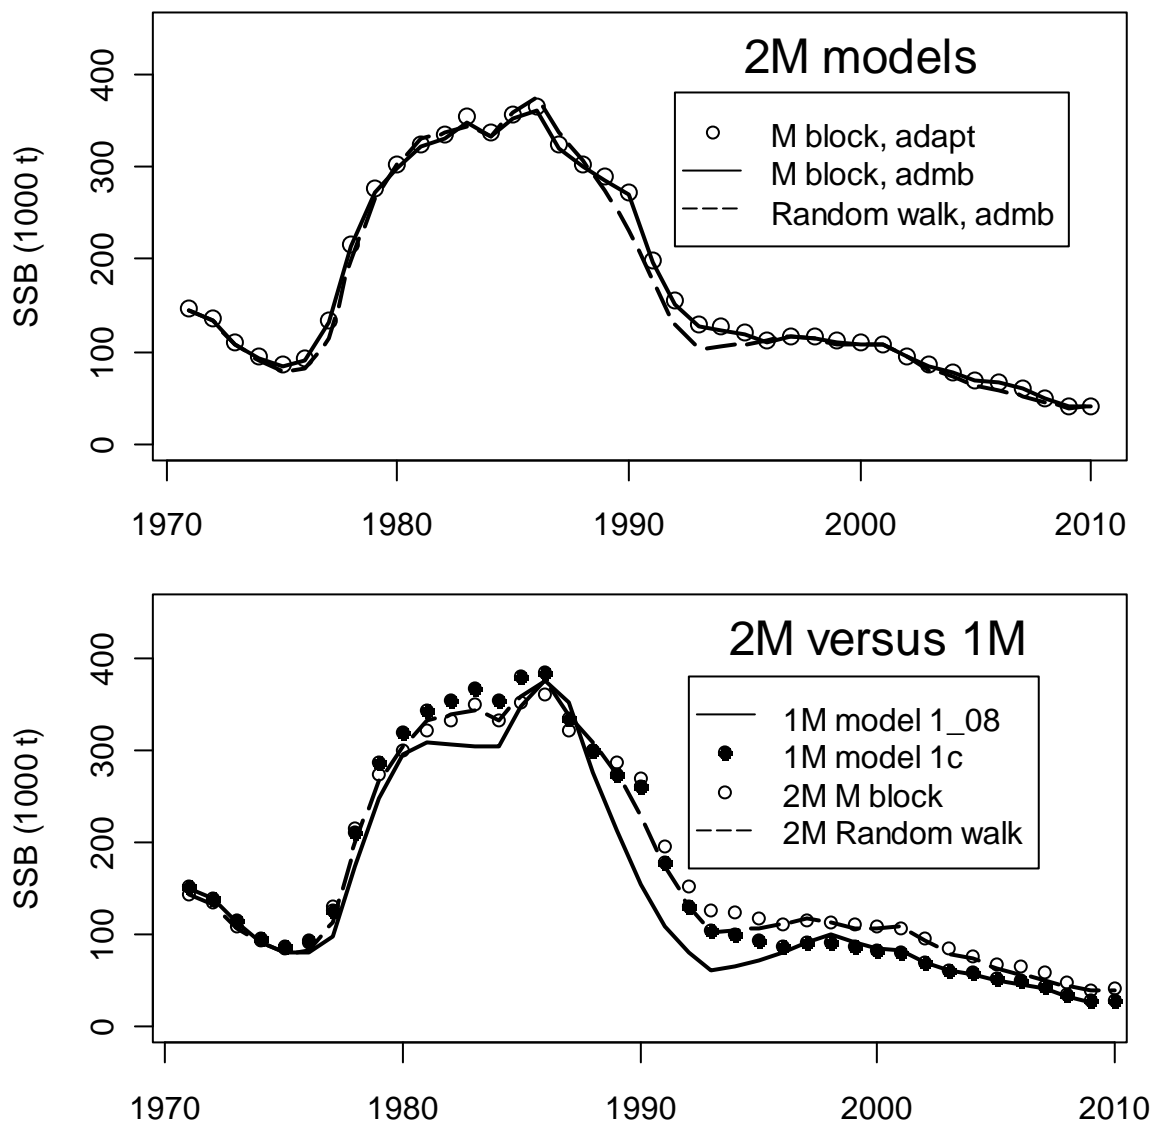 2M models
400
300
200
100
0
SSB (1000 t)
M block, adapt
M block, admb
Random walk, admb
1970 1980 1990 2000 2010
2M versus 1M
400
300
200
100
0
SSB (1000 t)
1M model 1_08
1M model 1c
2M M block
2M Random walk
1970 1980 1990 2000 2010